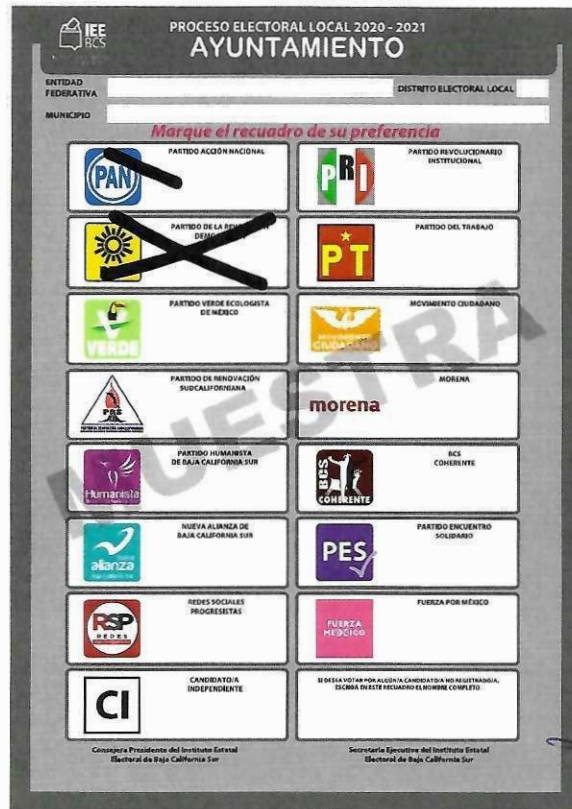 IEE
BCS
PROCESO ELECTORAL LOCAL 2020 - 2021
AYUNTAMIENTO
ENTIDAD
FEDERATIVA
DISTRITO ELECTORAL LOCAL
MUNICIPIO
Marque el recuadro de su preferencia
PAN
PARTIDO ACCIÓN NACIONAL
PRI
PARTIDO REVOLUCIONARIO
INSTITUCIONAL
PARTIDO DE LA
PT
PARTIDO DEL TRABAJO
VERDE
PARTIDO VERDE ECOLOGISTA
DE MÉXICO
MOVIMIENTO
CIUDADANO
MOVIMIENTO CIUDADANO
PRS
PARTIDO DE RENOVACIÓN
SUDCALIFORNIANA
morena
MORENA
Humanista
PARTIDO HUMANISTA
DE BAJA CALIFORNIA SUR
BCS
COHERENTE
BCS
COHERENTE
alianza
NUEVA ALIANZA DE
BAJA CALIFORNIA SUR
PES
PARTIDO ENCUENTRO
SOLIDARIO
RSP
REDES
REDES SOCIALES
PROGRESISTAS
FUERZA
FUERZA POR MÉXICO
CI
CANDIDATO/A
INDEPENDIENTE
SI DESEA VOTAR POR ALGÚN/A CANDIDATO/A NO REGISTRADO/A,
ESCRIBA EN ESTE RECUADRO EL NOMBRE COMPLETO
MUESTRA
Consejera Presidente del Instituto Estatal
Electoral de Baja California Sur
Secretaria Ejecutiva del Instituto Estatal
Electoral de Baja California Sur